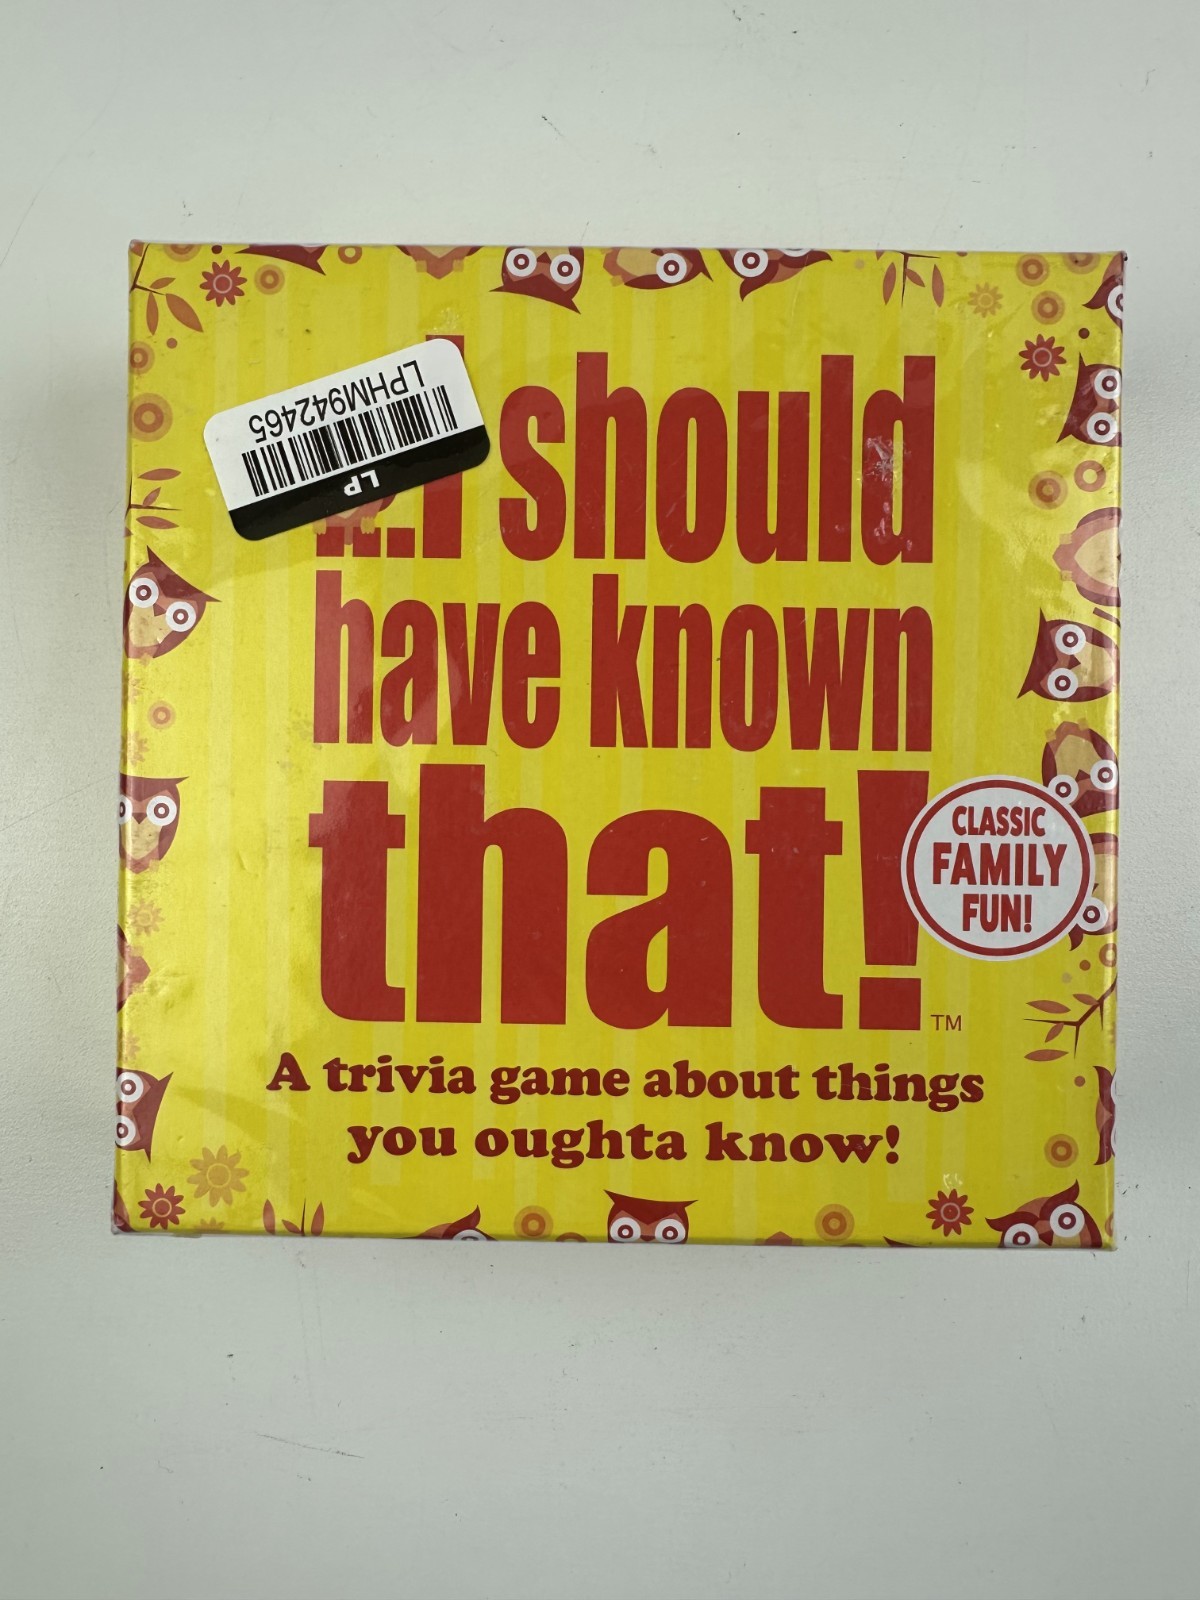 LPHM942465
LP
...I should
have known
that!™
CLASSIC
FAMILY
FUN!
A trivia game about things
you oughta know!